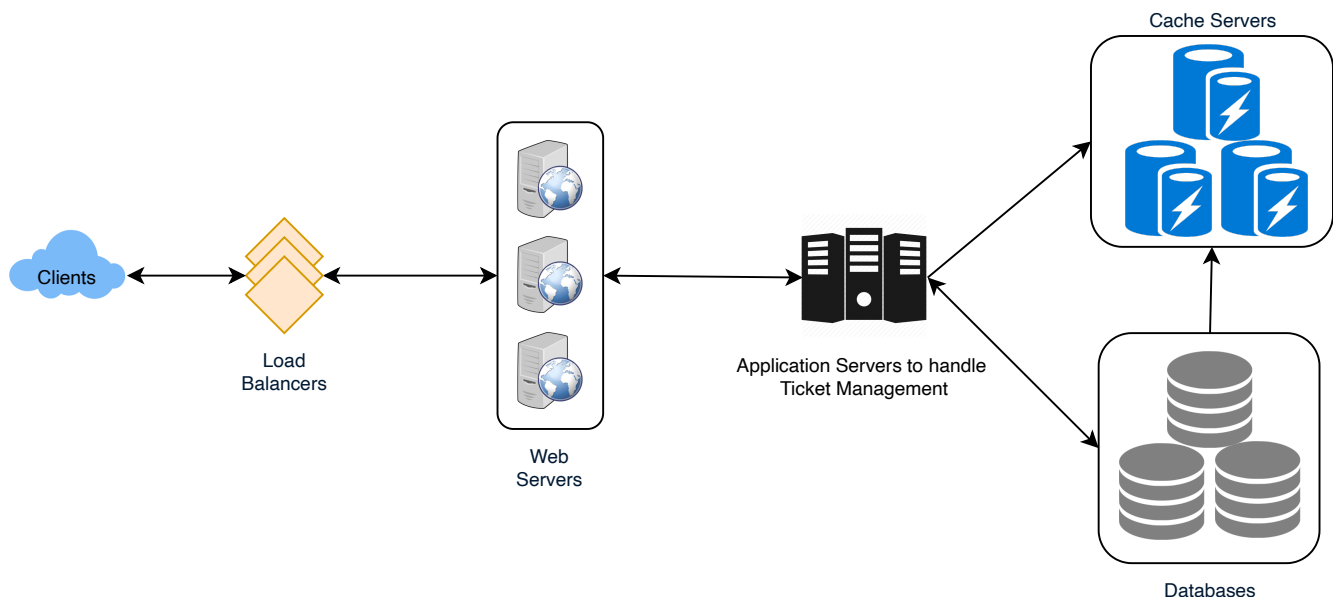 Cache Servers
Clients
Load
Balancers
Web
Servers
Application Servers to handle
Ticket Management
Databases